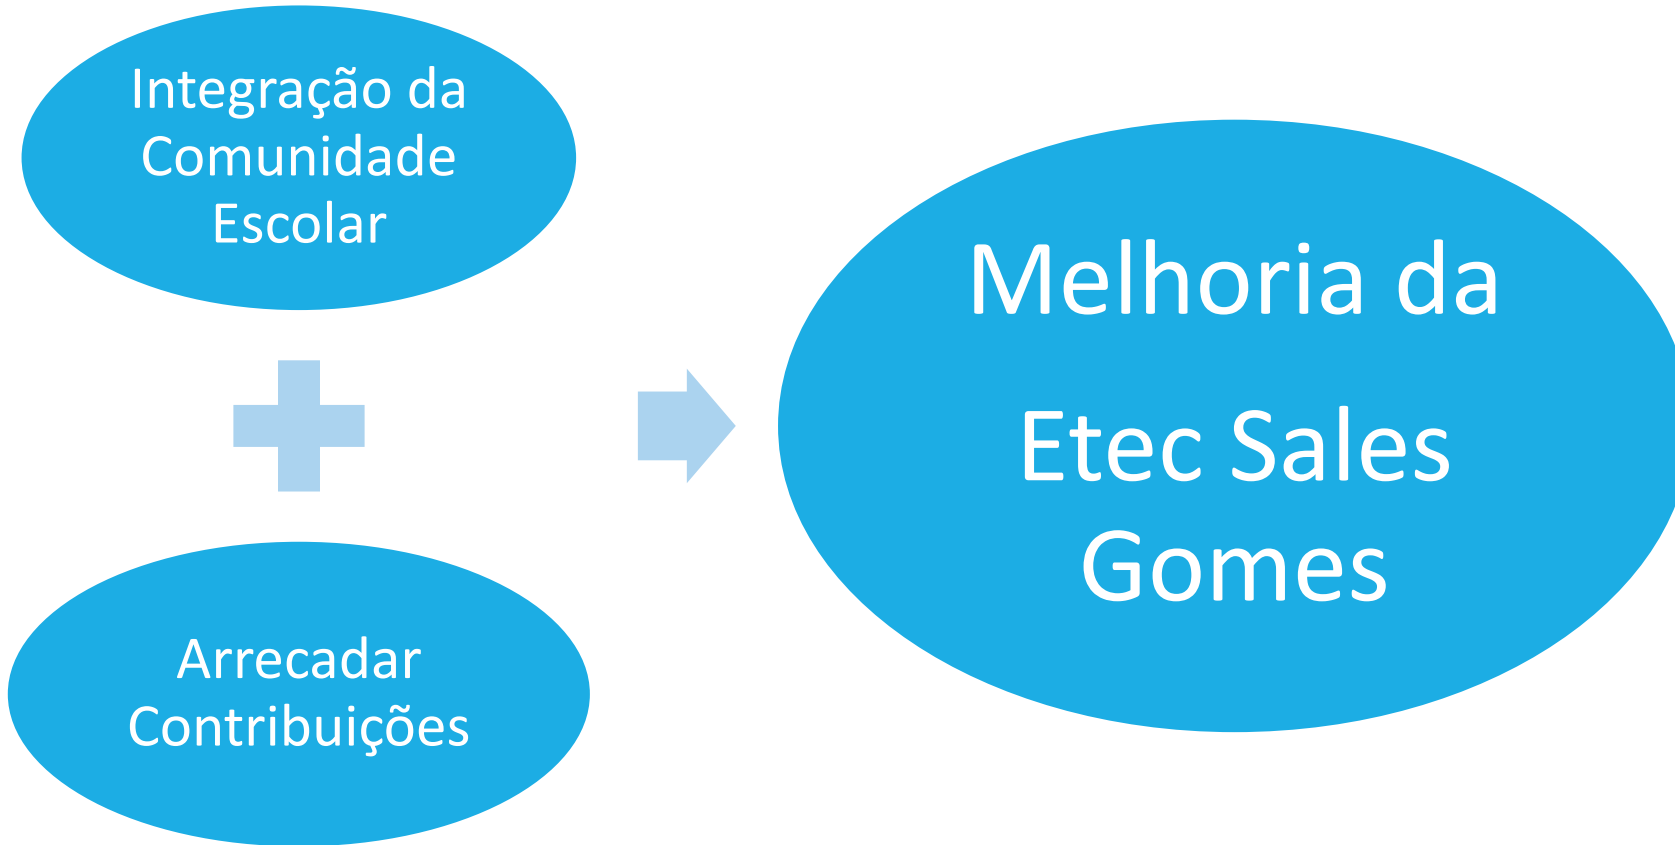 Integração da
Comunidade
Escolar
Arrecadar
Contribuições
Melhoria da
Etec Sales
Gomes